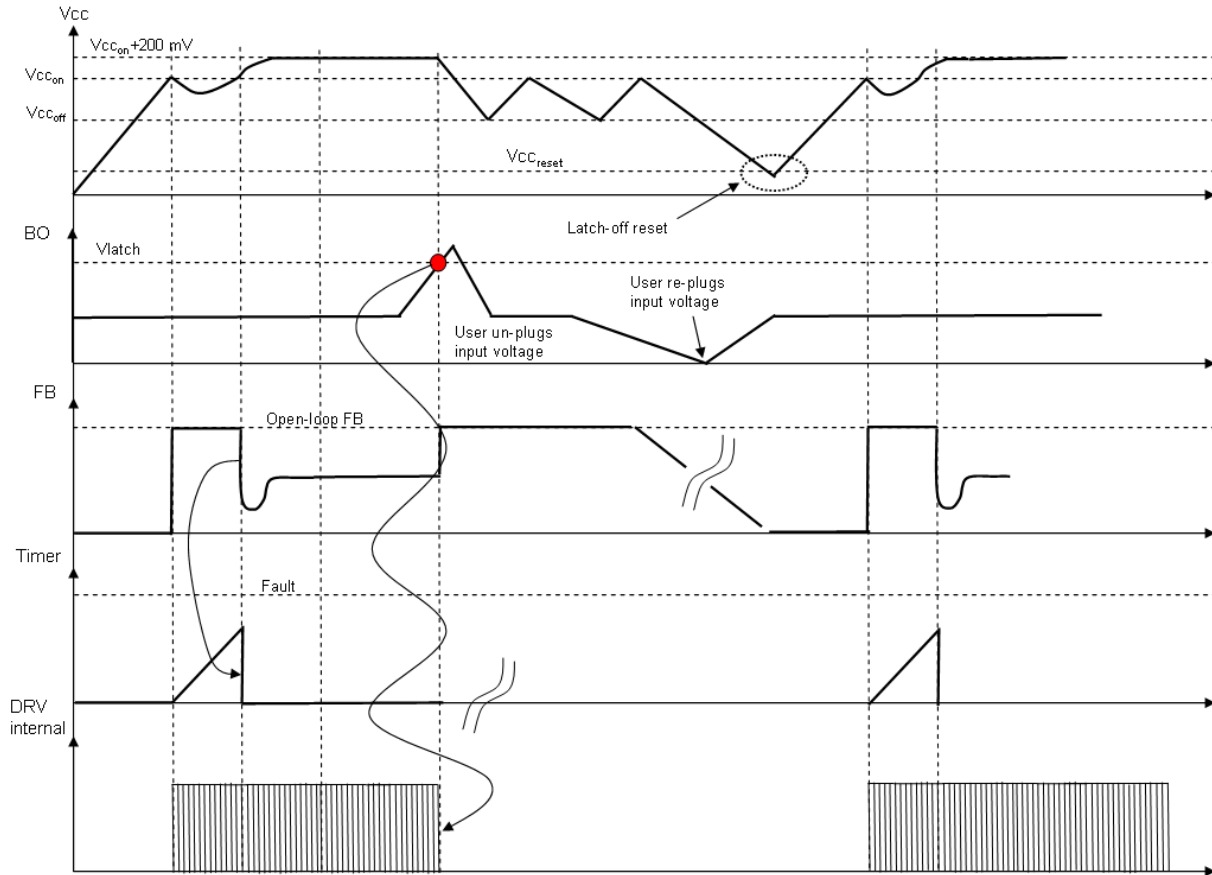 Vcc
Vccon+200 mV
Vccon
Vccoff
Vccreset
Latch-off reset
BO
Vlatch
User re-plugs
input voltage
User un-plugs
input voltage
FB
Open-loop FB
Timer
Fault
DRV
internal